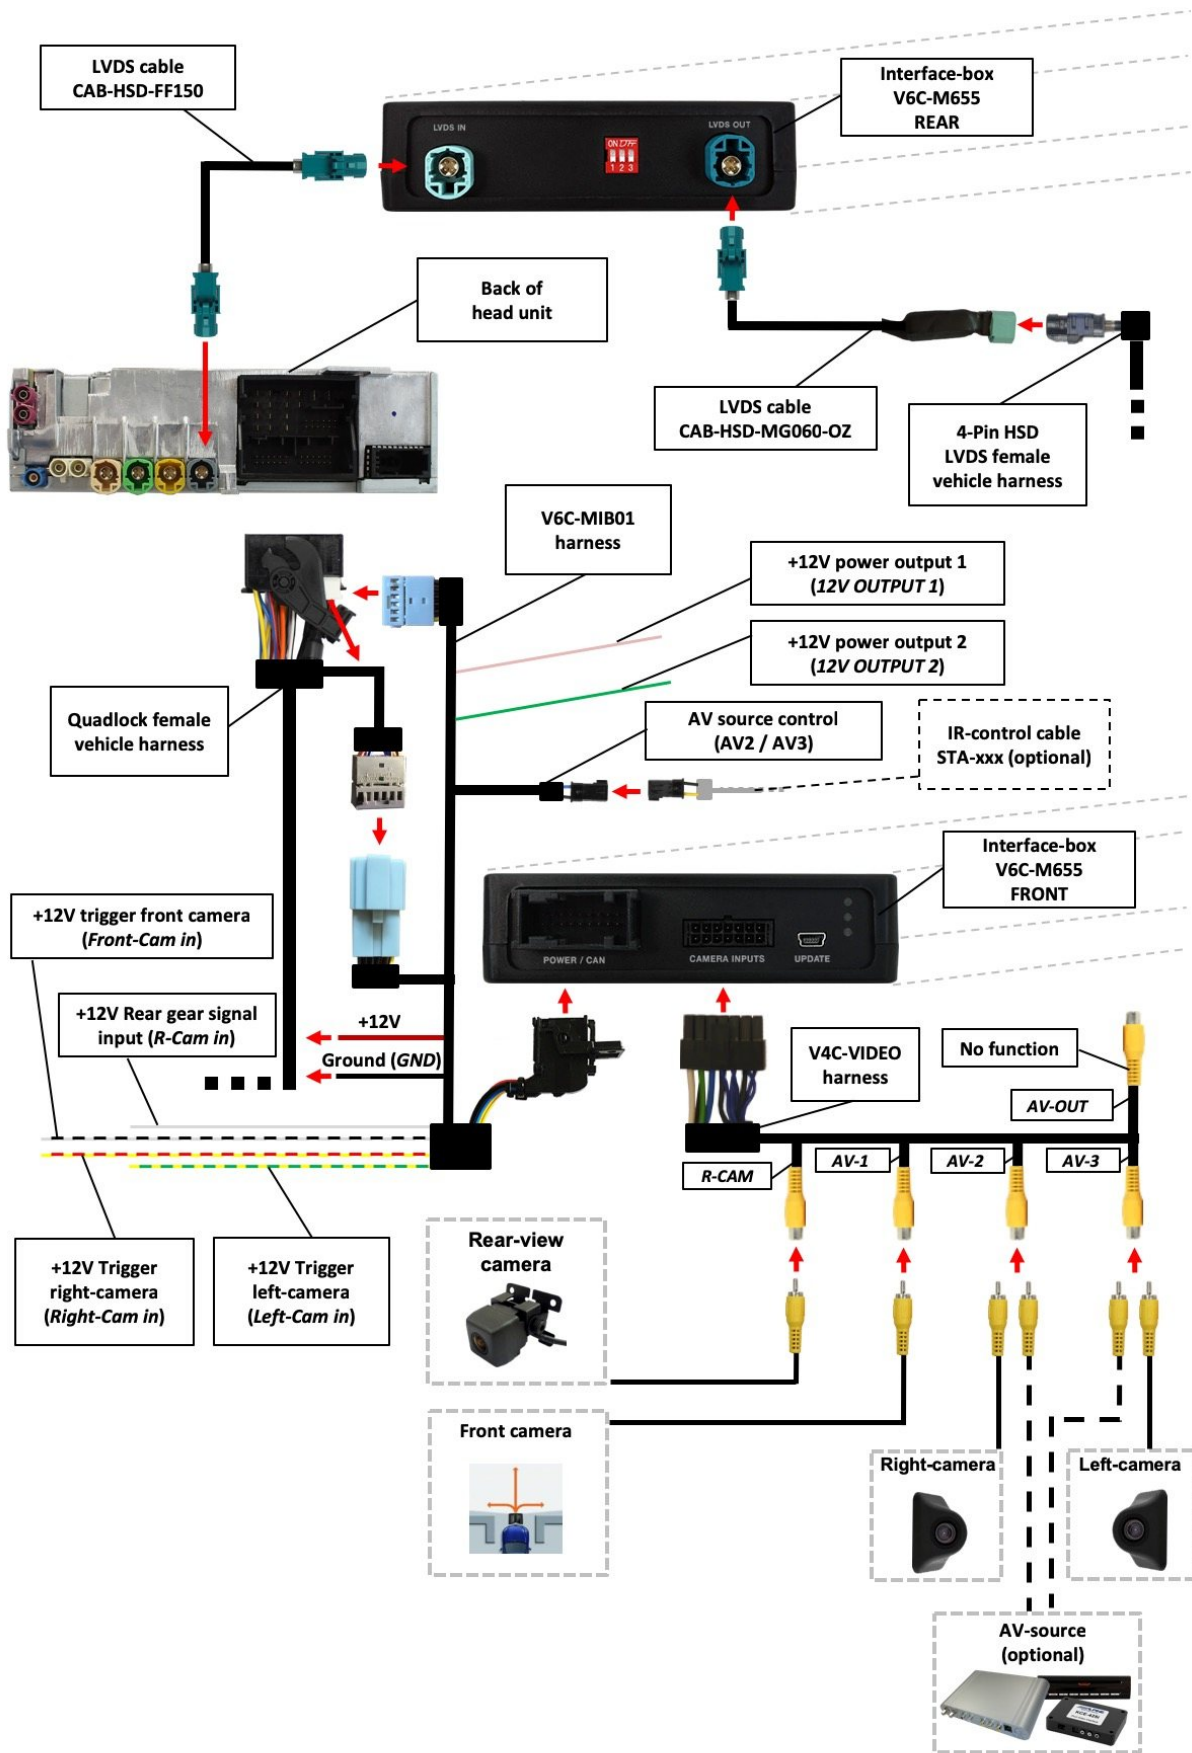 LVDS cable
CAB-HSD-FF150
Interface-box
V6C-M655
REAR
LVDS IN
LVDS OUT
1 2 3
Back of
head unit
LVDS cable
CAB-HSD-MG060-OZ
4-Pin HSD
LVDS female
vehicle harness
V6C-MIB01
harness
+12V power output 1
(12V OUTPUT 1)
+12V power output 2
(12V OUTPUT 2)
Quadlock female
vehicle harness
AV source control
(AV2 / AV3)
IR-control cable
STA-xxx (optional)
Interface-box
V6C-M655
FRONT
+12V trigger front camera
(Front-Cam in)
POWER / CAN
CAMERA INPUTS
UPDATE
+12V Rear gear signal
input (R-Cam in)
+12V
Ground (GND)
V4C-VIDEO
harness
No function
AV-OUT
R-CAM
AV-1
AV-2
AV-3
+12V Trigger
right-camera
(Right-Cam in)
+12V Trigger
left-camera
(Left-Cam in)
Rear-view
camera
Front camera
Right-camera
Left-camera
AV-source
(optional)